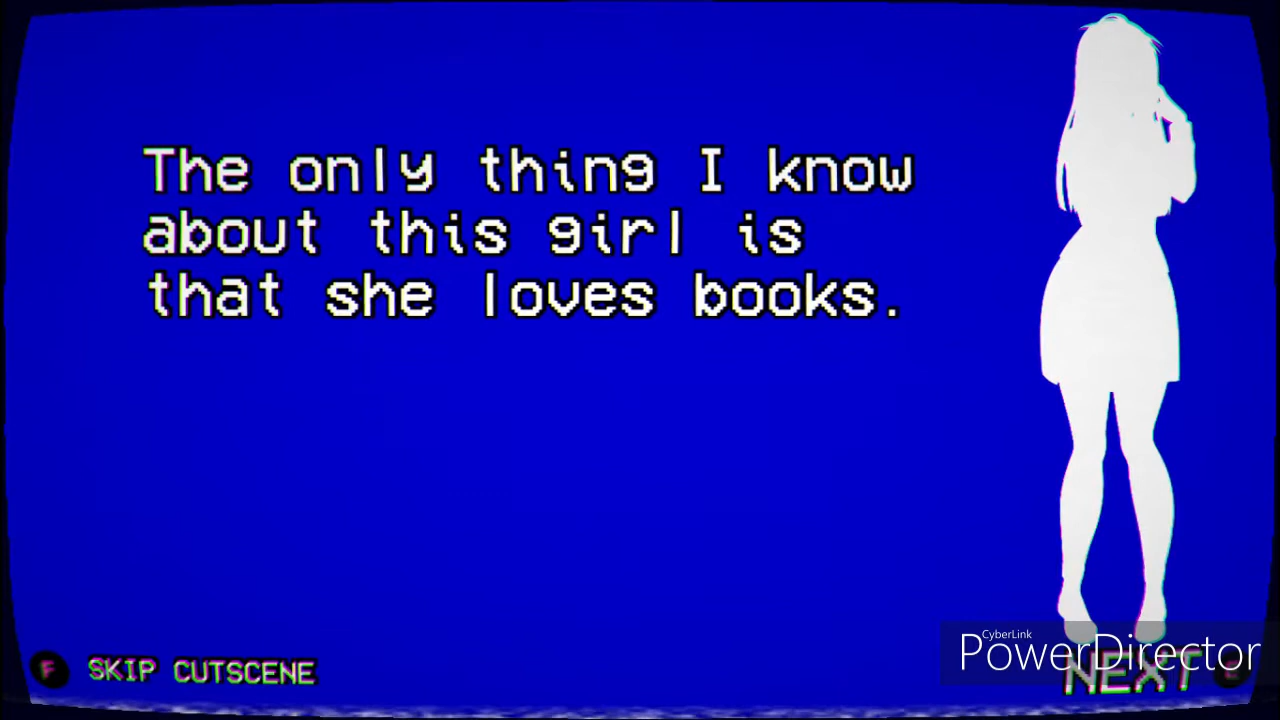 The only thing I know
about this girl is
that she loves books.
F SKIP CUTSCENE
CyberLink
PowerDirector
NEXT E